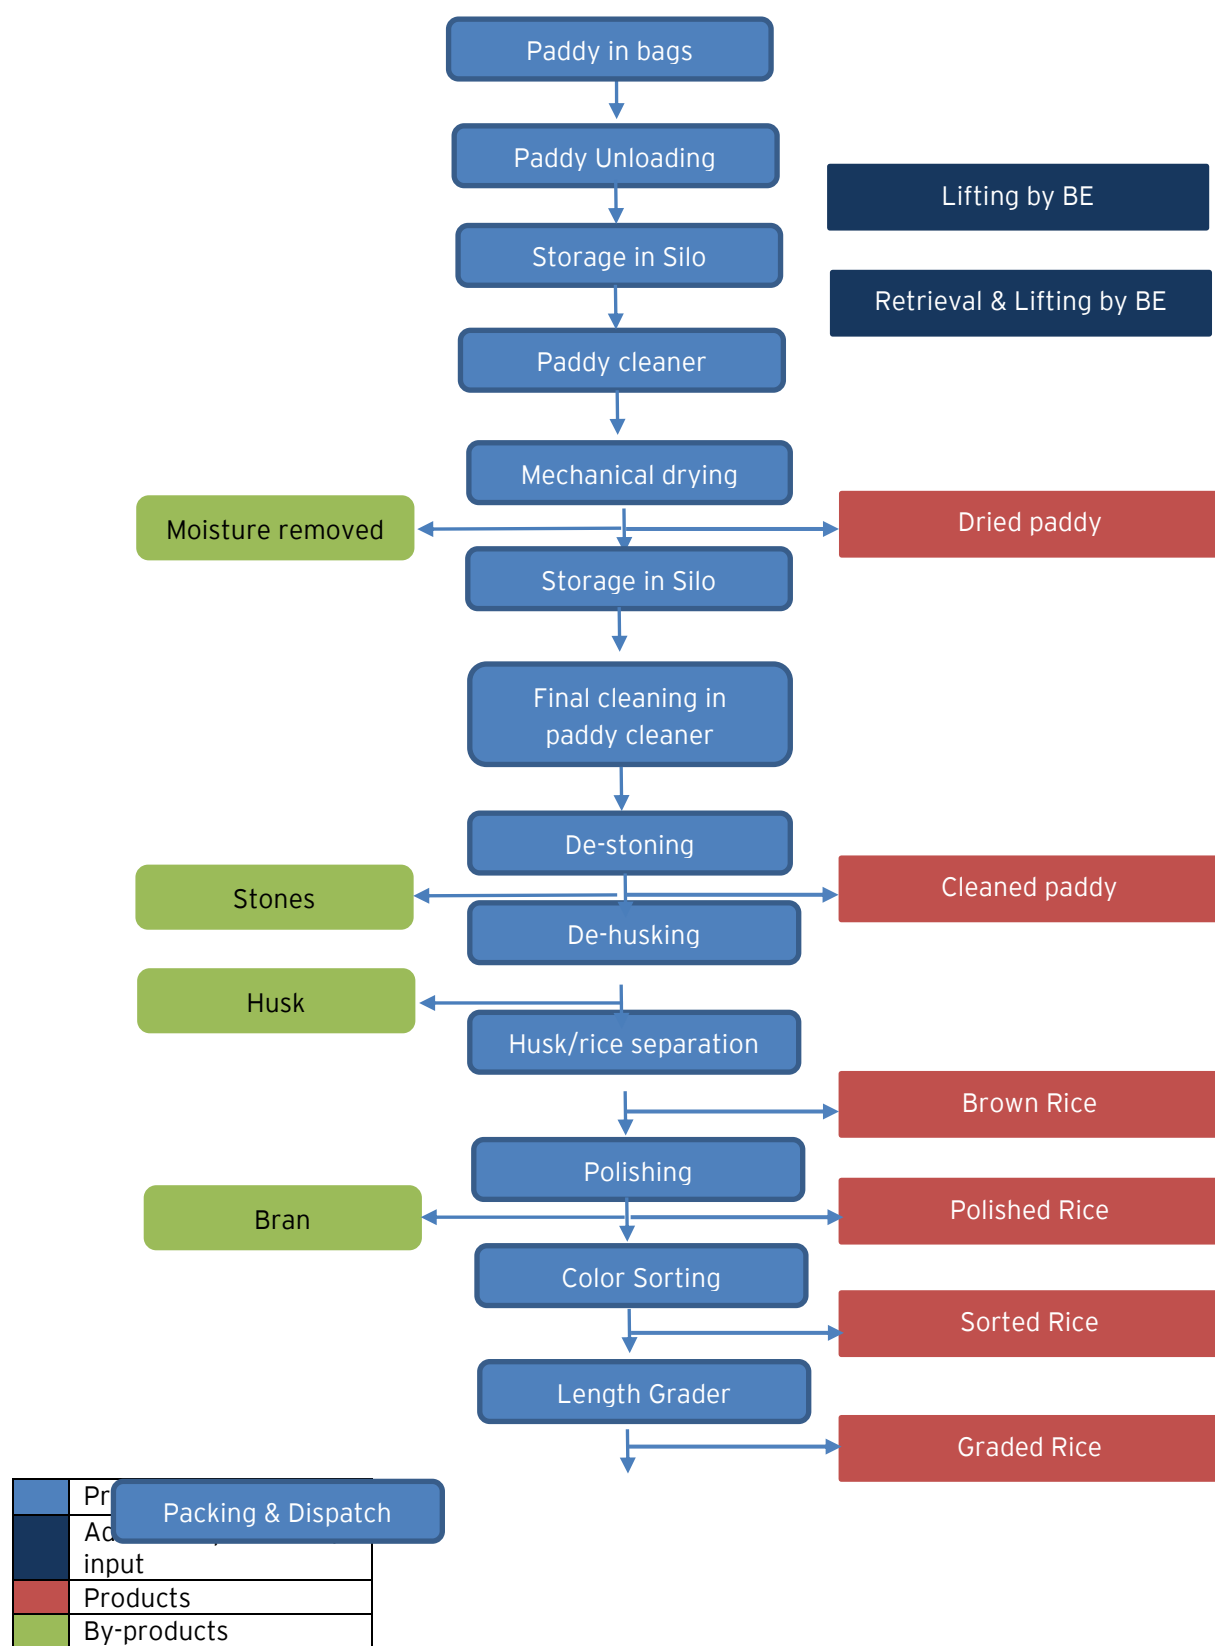 Paddy in bags
Paddy Unloading
Lifting by BE
Storage in Silo
Retrieval & Lifting by BE
Paddy cleaner
Mechanical drying
Moisture removed
Dried paddy
Storage in Silo
Final cleaning in
paddy cleaner
De-stoning
Stones
Cleaned paddy
De-husking
Husk
Husk/rice separation
Brown Rice
Polishing
Bran
Polished Rice
Color Sorting
Sorted Rice
Length Grader
Graded Rice
Packing & Dispatch
input
Products
By-products